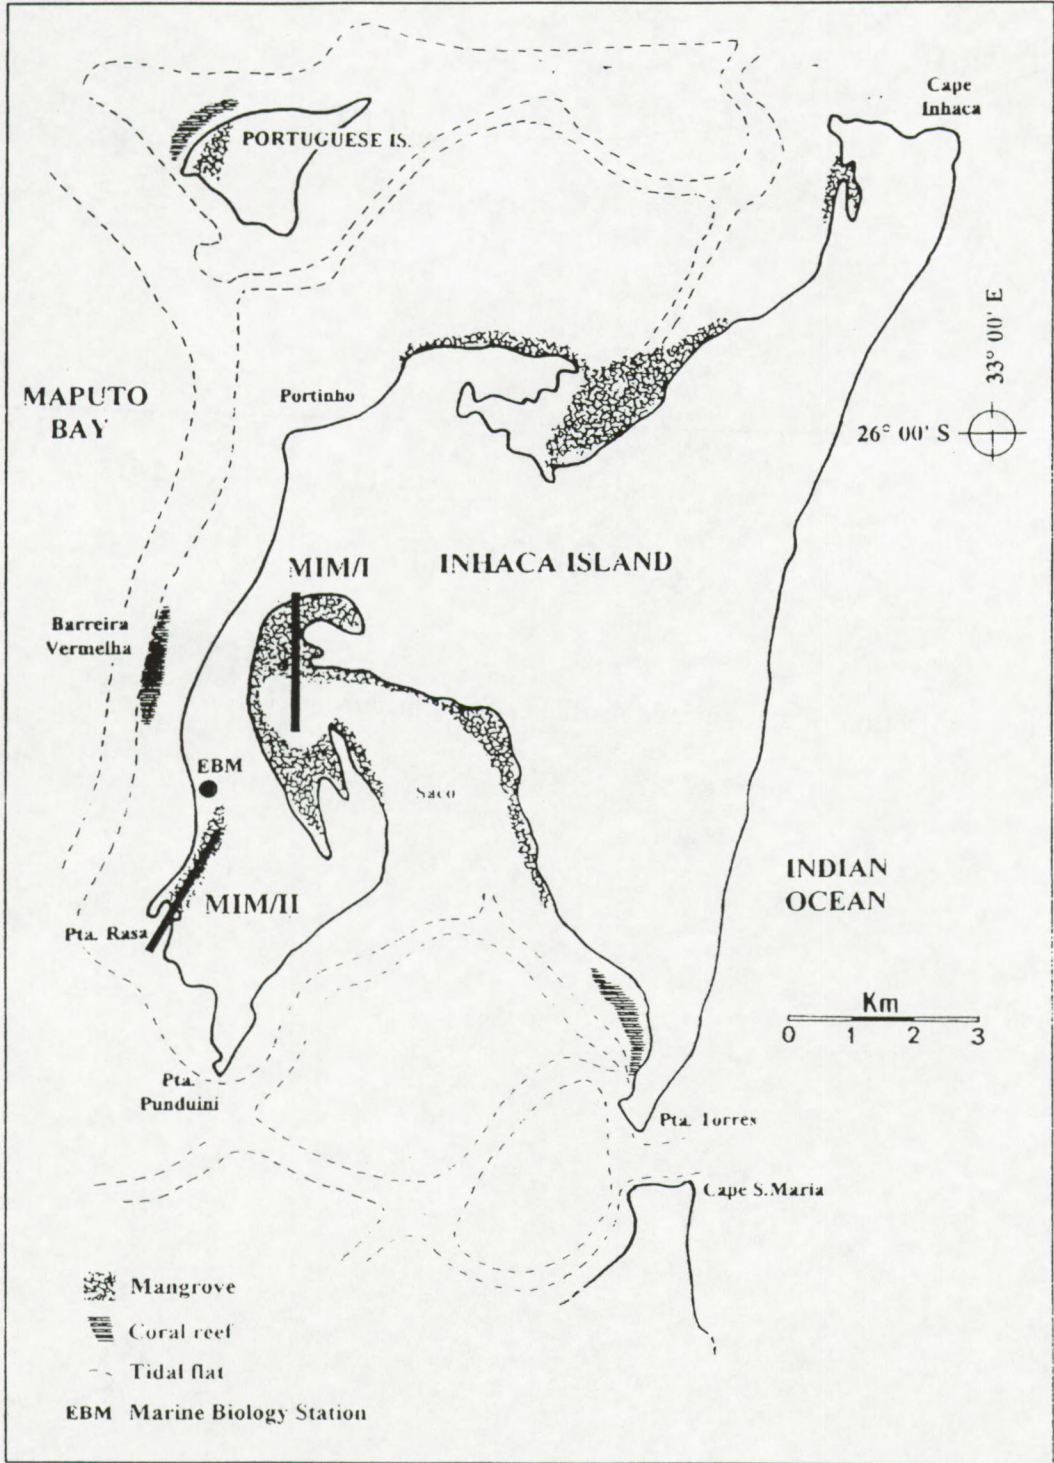 Cape
Inhaca
PORTUGUESE IS.
33° 00' E
MAPUTO
BAY
Portinho
26° 00' S
MIM/I
INHACA ISLAND
Barreira
Vermelha
EBM
Saco
INDIAN
OCEAN
MIM/II
Pta. Rasa
Km
0 1 2 3
Pta.
Punduini
Pta. Torres
Cape S.Maria
Mangrove
Coral reef
Tidal flat
EBM Marine Biology Station